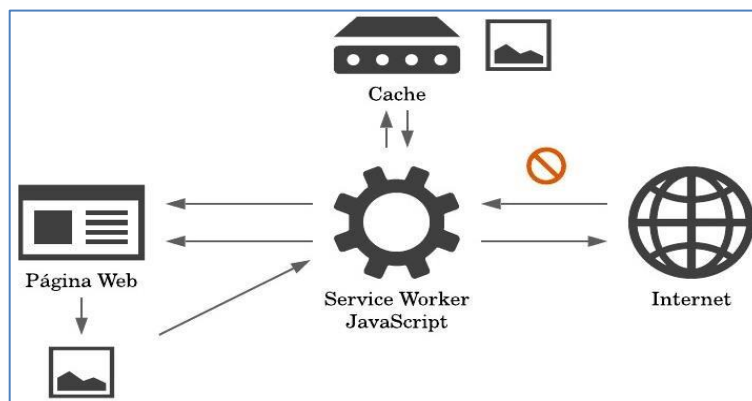 Cache
Página Web
Service Worker
JavaScript
Internet